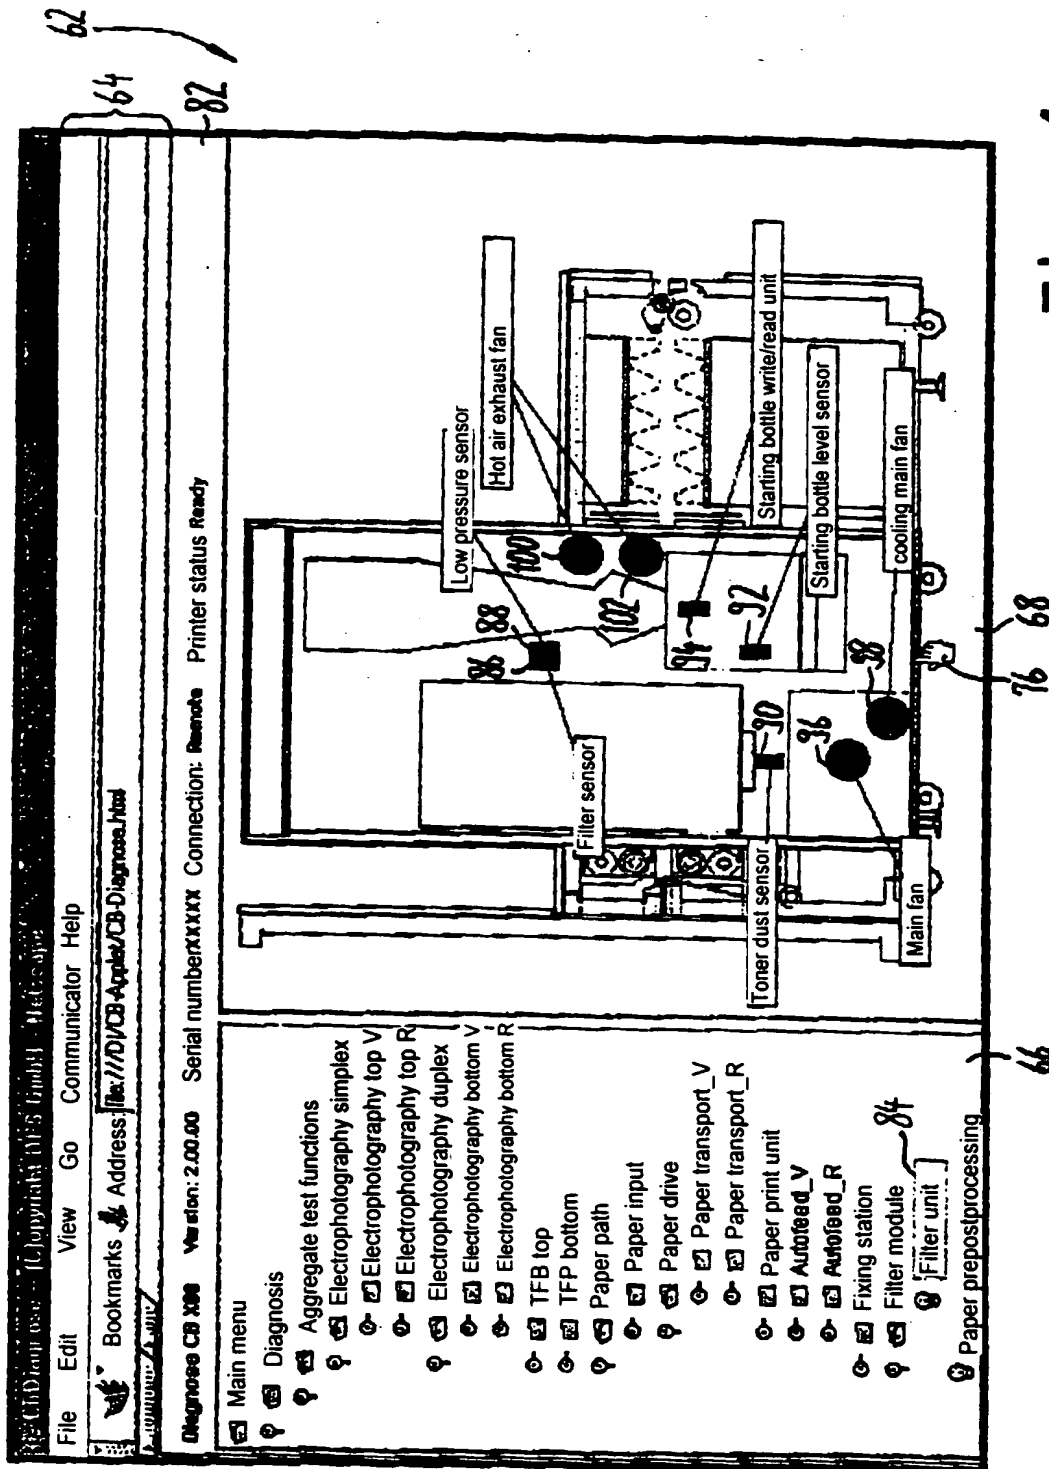 62
64
File Edit View Go Communicator Help
Bookmarks Address: file:///D|/CB-Applet/CB-Diagnose.html
82
Diagnose CB X00 Version: 2.00.00 Serial numberXXXXXX Connection: Remote Printer status Ready
Main menu
Diagnosis
Aggregate test functions
Electrophotography simplex
Electrophotography top V
Electrophotography top R
Electrophotography duplex
Electrophotography bottom V
Electrophotography bottom R
TFB top
TFP bottom
Paper path
Paper input
Paper drive
Paper transport_V
Paper transport_R
Paper print unit
Autofeed_V
Autofeed_R
Fixing station
Filter module
Filter unit
84
Paper prepostprocessing
66
Low pressure sensor
Hot air exhaust fan
86 88
100
102
Filter sensor
94
92
Starting bottle write/read unit
Starting bottle level sensor
90
Toner dust sensor
96
98
cooling main fan
Main fan
76
68